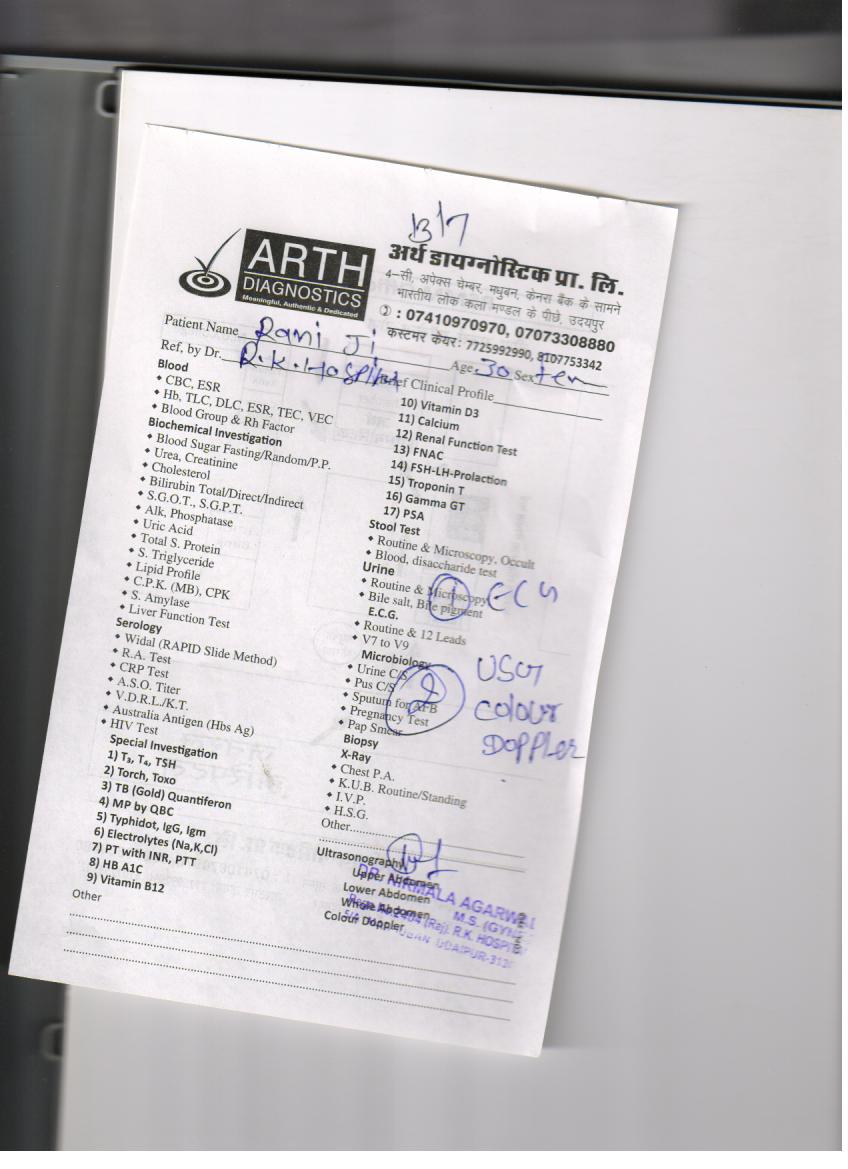 13/7
ARTH
DIAGNOSTICS
Meaningful, Authentic & Dedicated
अर्थ डायग्नोस्टिक प्रा. लि.
4-सी, अपेक्स चेम्बर, मधुबन, केनरा बैंक के सामने
भारतीय लोक कला मण्डल के पीछे, उदयपुर
: 07410970970, 07073308880
कस्टमर केयर: 7725992990, 8107753342
Patient Name Rani Ji Age 30 Sex fem
Ref, by Dr. R.K. HOSPITAL Brief Clinical Profile
Blood
CBC, ESR
Hb, TLC, DLC, ESR, TEC, VEC
Blood Group & Rh Factor
Biochemical Investigation
Blood Sugar Fasting/Random/P.P.
Urea, Creatinine
Cholesterol
Bilirubin Total/Direct/Indirect
S.G.O.T., S.G.P.T.
Alk, Phosphatase
Uric Acid
Total S. Protein
S. Triglyceride
Lipid Profile
C.P.K. (MB), CPK
S. Amylase
Liver Function Test
Serology
Widal (RAPID Slide Method)
R.A. Test
CRP Test
A.S.O. Titer
V.D.R.L./K.T.
Australia Antigen (Hbs Ag)
HIV Test
Special Investigation
1) T₃, T₄, TSH
2) Torch, Toxo
3) TB (Gold) Quantiferon
4) MP by QBC
5) Typhidot, IgG, Igm
6) Electrolytes (Na,K,Cl)
7) PT with INR, PTT
8) HB A1C
9) Vitamin B12
Other
10) Vitamin D3
11) Calcium
12) Renal Function Test
13) FNAC
14) FSH-LH-Prolaction
15) Troponin T
16) Gamma GT
17) PSA
Stool Test
Routine & Microscopy, Occult
Blood, disaccharide test
Urine
Routine & Microscopy
Bile salt, Bile pigment
E.C.G.
Routine & 12 Leads
V7 to V9
Microbiology
Urine C/S
Pus C/S
Sputum for AFB
Pregnancy Test
Pap Smear
Biopsy
X-Ray
Chest P.A.
K.U.B. Routine/Standing
I.V.P.
H.S.G.
Other
Ultrasonography
Upper Abdomen
Lower Abdomen
Whole Abdomen
Colour Doppler
1 ECG
2 USG
Colour
Doppler
DR. NIRMALA AGARWAL
M.S. (GYN
2404 (Raj). R.K. HOSPITAL
UDAIPUR-313